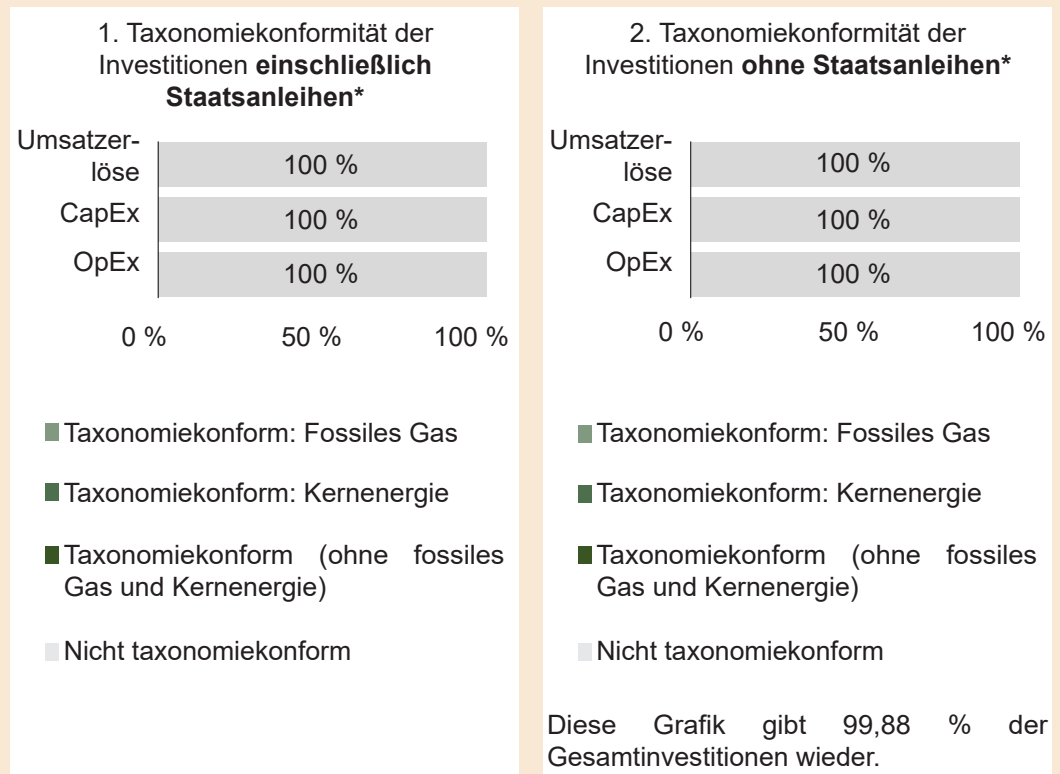 1. Taxonomiekonformität der
Investitionen einschließlich
Staatsanleihen*
Umsatzer-
löse
100 %
CapEx
100 %
OpEx
100 %
0 % 50 % 100 %
Taxonomiekonform: Fossiles Gas
Taxonomiekonform: Kernenergie
Taxonomiekonform (ohne fossiles
Gas und Kernenergie)
Nicht taxonomiekonform
2. Taxonomiekonformität der
Investitionen ohne Staatsanleihen*
Umsatzer-
löse
100 %
CapEx
100 %
OpEx
100 %
0 % 50 % 100 %
Taxonomiekonform: Fossiles Gas
Taxonomiekonform: Kernenergie
Taxonomiekonform (ohne fossiles
Gas und Kernenergie)
Nicht taxonomiekonform
Diese Grafik gibt 99,88 % der
Gesamtinvestitionen wieder.